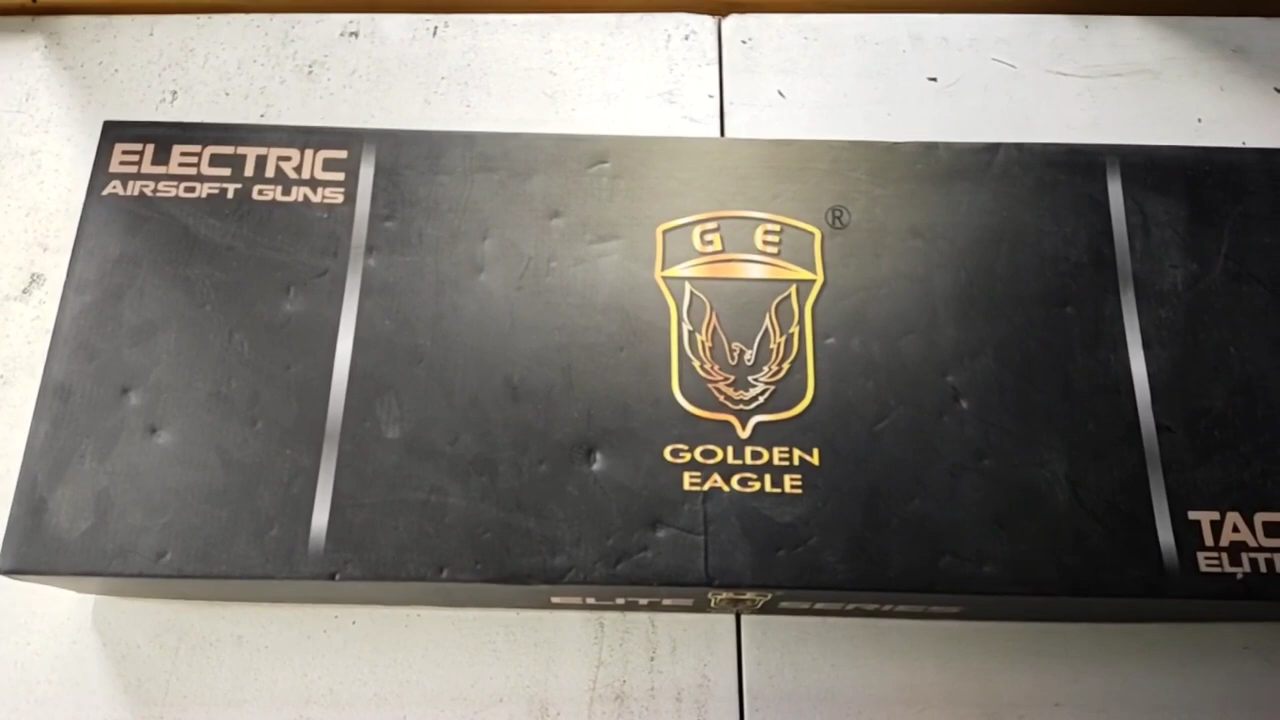 ELECTRIC
AIRSOFT GUNS
G E
®
GOLDEN
EAGLE
TAC
ELITE
ELITE SERIES